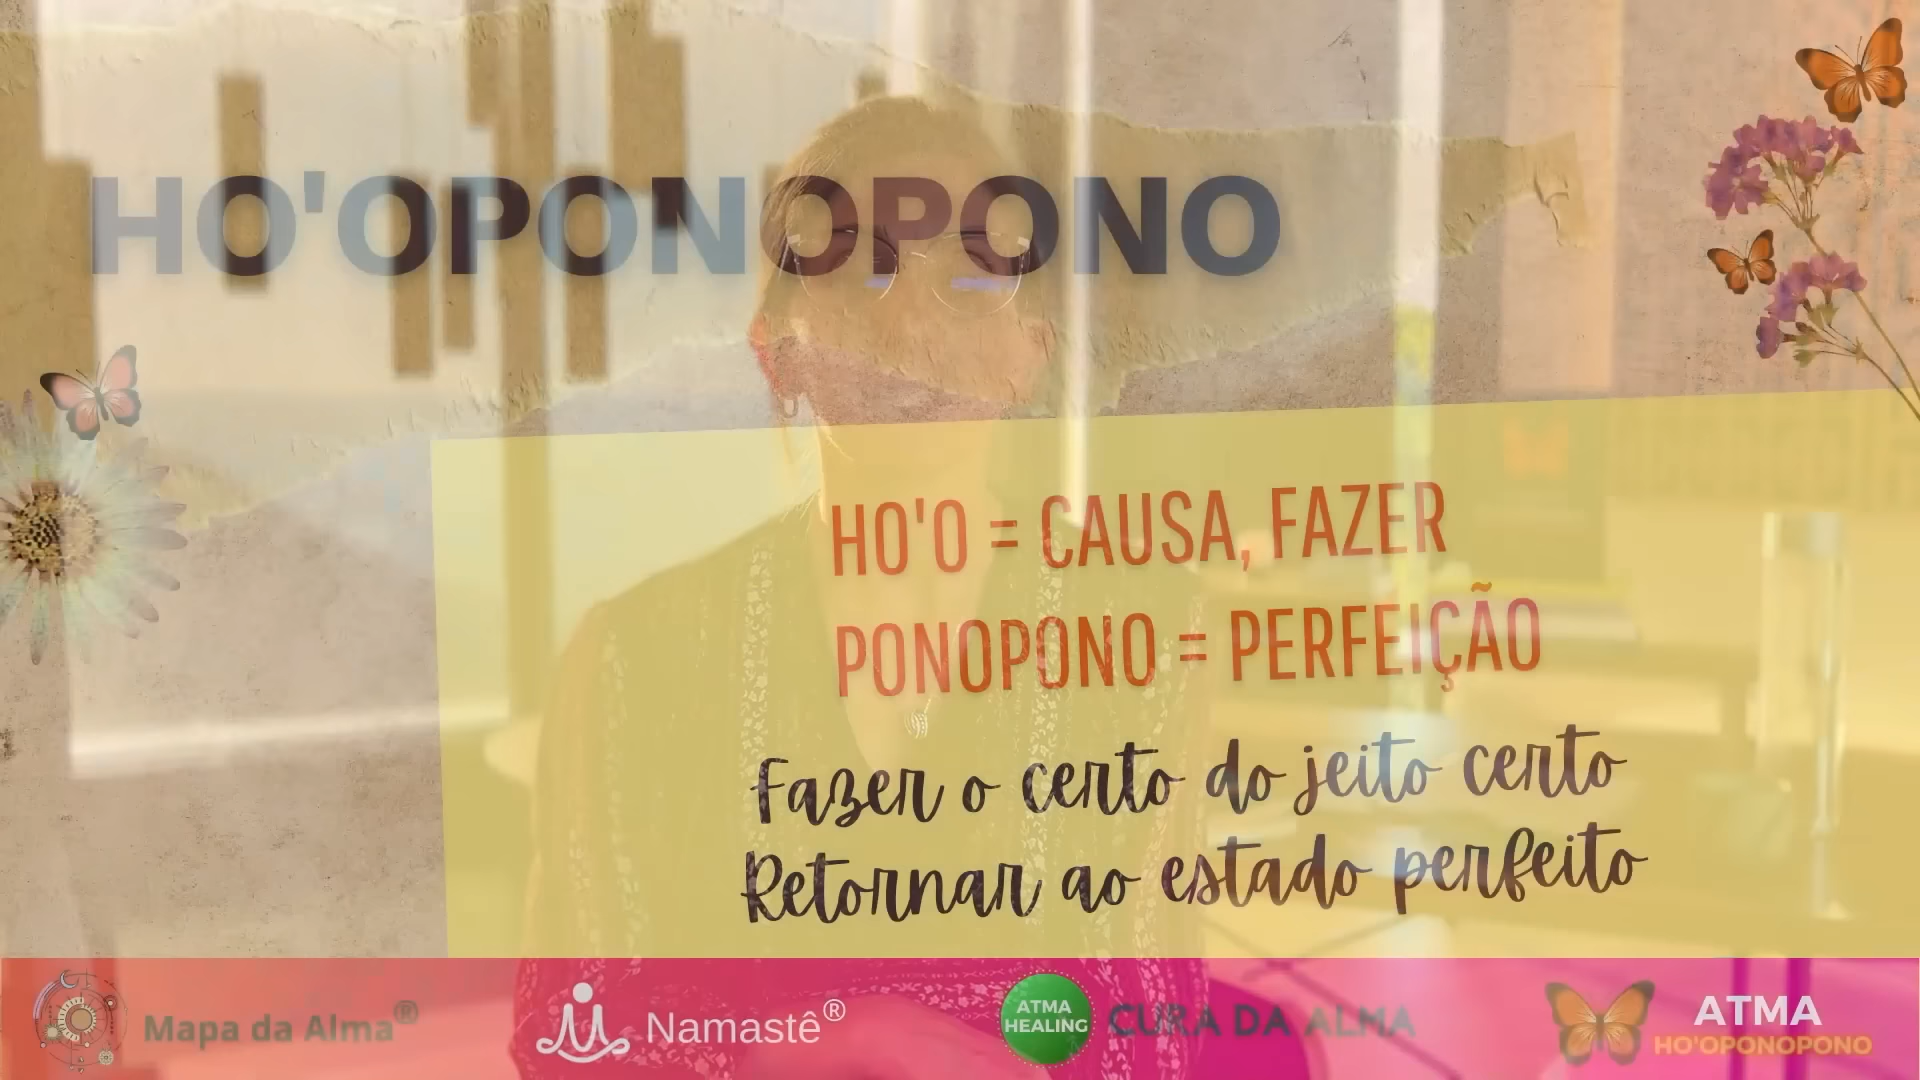 HO'OPONOPONO
HO'O = CAUSA, FAZER
PONOPONO = PERFEIÇÃO
Fazer o certo do jeito certo
Retornar ao estado perfeito
Mapa da Alma®
Namastê®
ATMA
HEALING
CURA DA ALMA
ATMA
HO'OPONOPONO